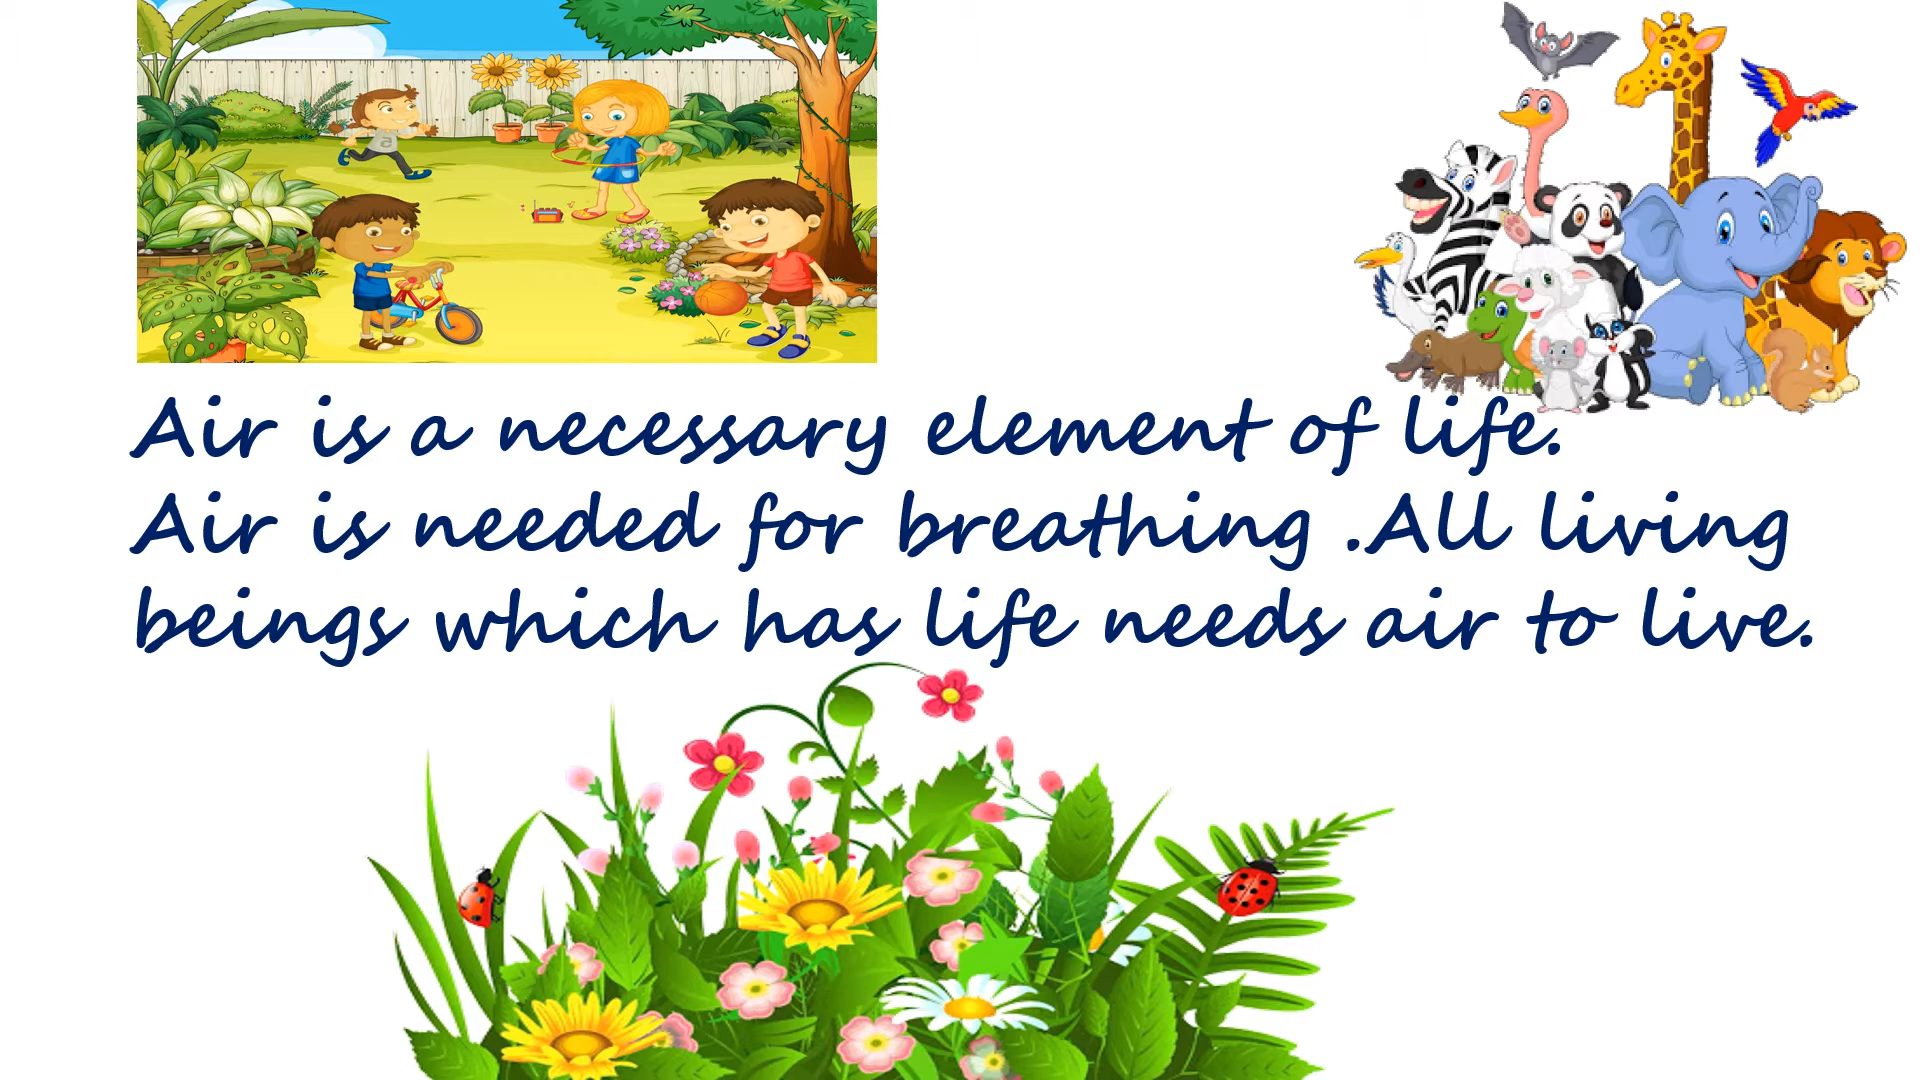 Air is a necessary element of life.
Air is needed for breathing .All living
beings which has life needs air to live.